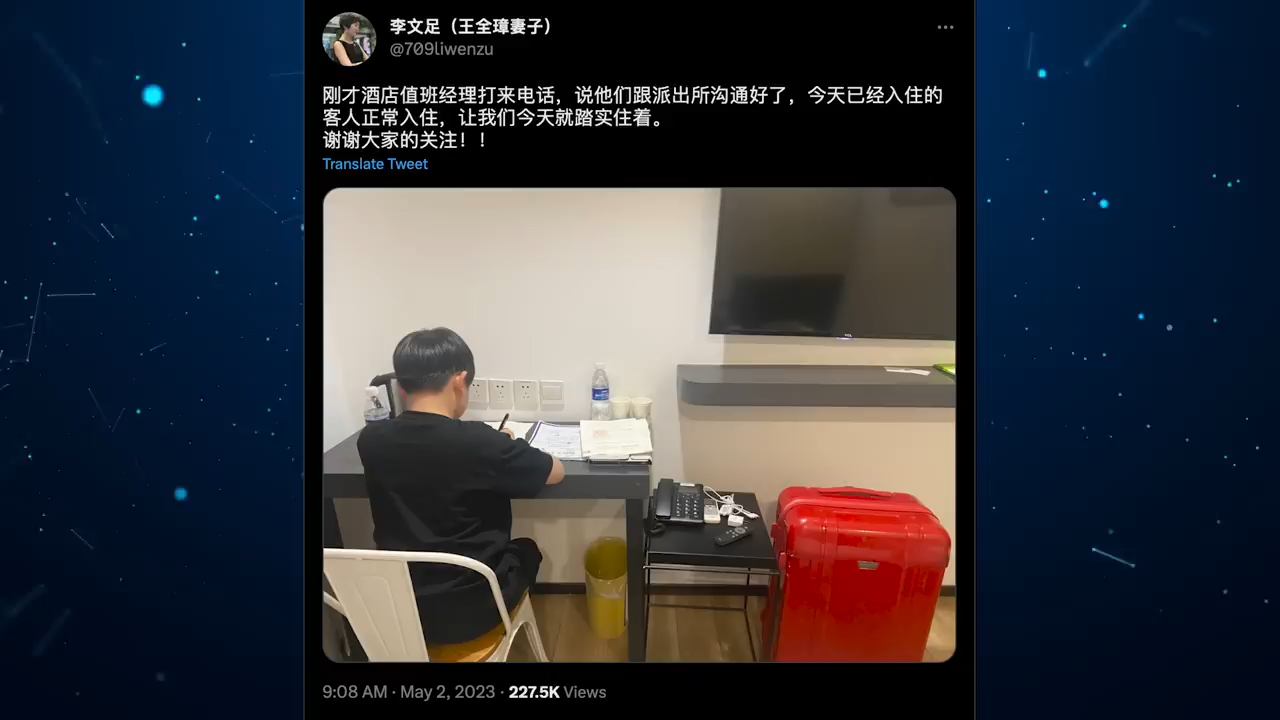 李文足（王全璋妻子）
@709liwenzu
刚才酒店值班经理打来电话，说他们跟派出所沟通好了，今天已经入住的
客人正常入住，让我们今天就踏实住着。
谢谢大家的关注！！
Translate Tweet
TCL
9:08 AM · May 2, 2023 · 227.5K Views